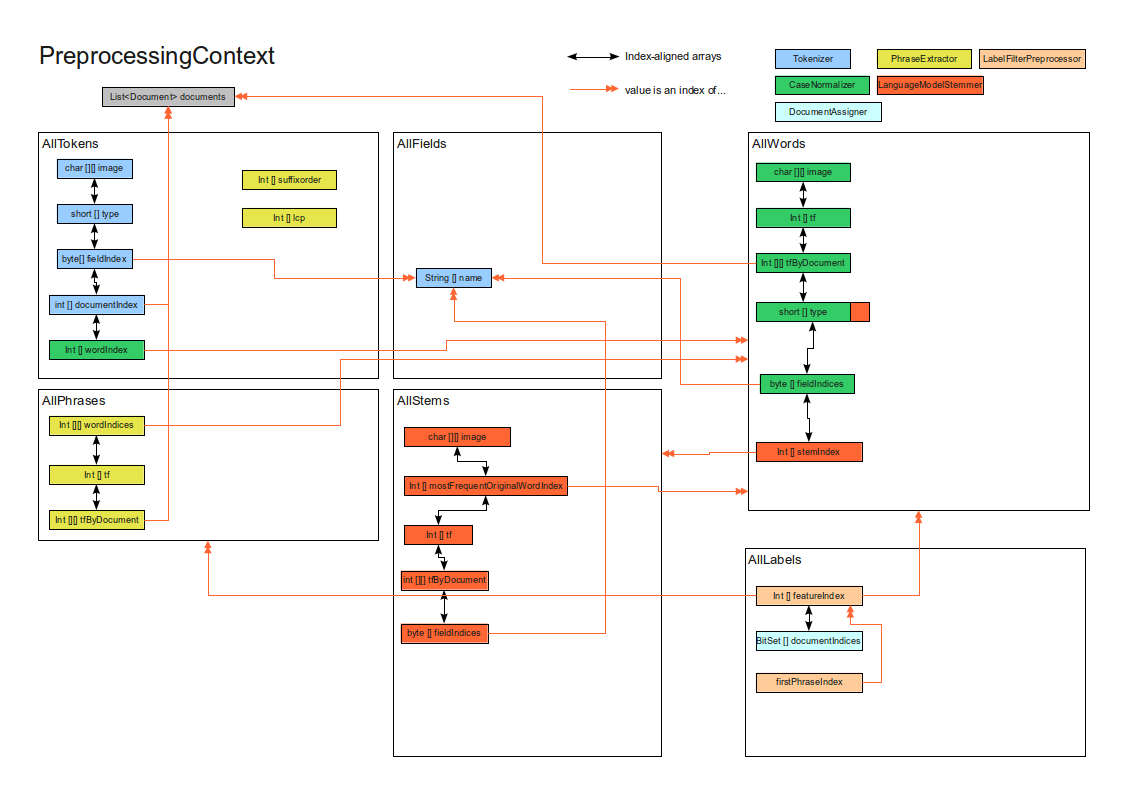 PreprocessingContext
Index-aligned arrays
value is an index of...
Tokenizer
PhraseExtractor
LabelFilterPreprocessor
CaseNormalizer
LanguageModelStemmer
DocumentAssigner
List<Document> documents
AllTokens
char [][] image
short [] type
byte[] fieldIndex
int [] documentIndex
Int [] wordIndex
Int [] suffixorder
Int [] lcp
AllFields
String [] name
AllWords
char [][] image
Int [] tf
Int [][] tfByDocument
short [] type
byte [] fieldIndices
Int [] stemIndex
AllPhrases
Int [][] wordIndices
Int [] tf
Int [][] tfByDocument
AllStems
char [][] image
Int [] mostFrequentOriginalWordIndex
Int [] tf
int [][] tfByDocument
byte [] fieldIndices
AllLabels
Int [] featureIndex
BitSet [] documentIndices
firstPhraseIndex